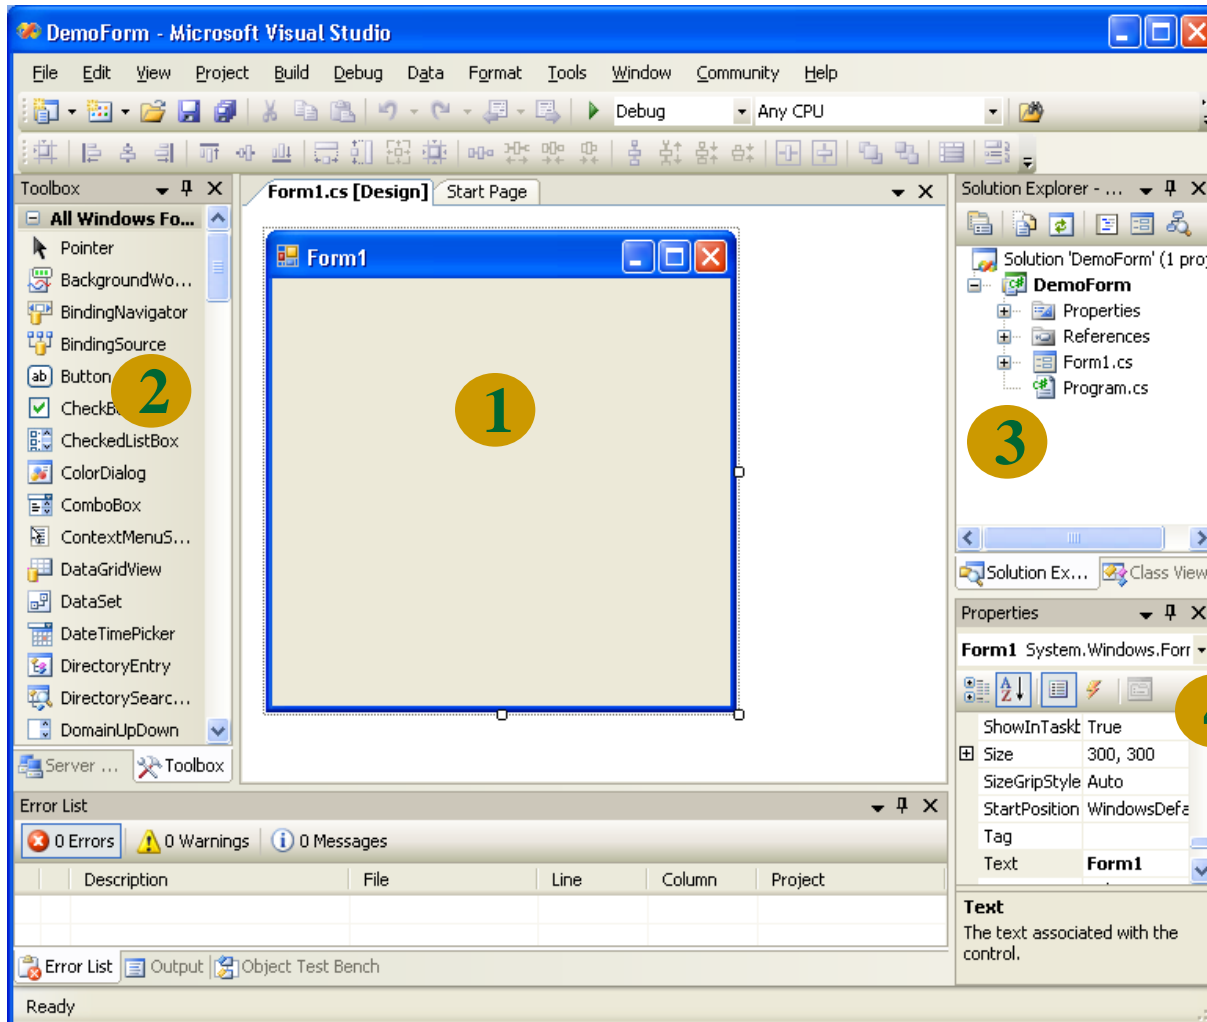 DemoForm - Microsoft Visual Studio
File Edit View Project Build Debug Data Format Tools Window Community Help
Debug Any CPU
Toolbox
All Windows Fo...
Pointer
BackgroundWo...
BindingNavigator
BindingSource
Button
CheckB
CheckedListBox
ColorDialog
ComboBox
ContextMenuS...
DataGridView
DataSet
DateTimePicker
DirectoryEntry
DirectorySearc...
DomainUpDown
Server ... Toolbox
2
Form1.cs [Design] Start Page
Form1
1
Solution Explorer - ...
Solution 'DemoForm' (1 proj
DemoForm
Properties
References
Form1.cs
Program.cs
3
Solution Ex... Class View
Properties
Form1 System.Windows.Forr
ShowInTaskb True
Size 300, 300
SizeGripStyle Auto
StartPosition WindowsDefa
Tag
Text Form1
Text
The text associated with the
control.
Error List
0 Errors 0 Warnings 0 Messages
Description File Line Column Project
Error List Output Object Test Bench
Ready